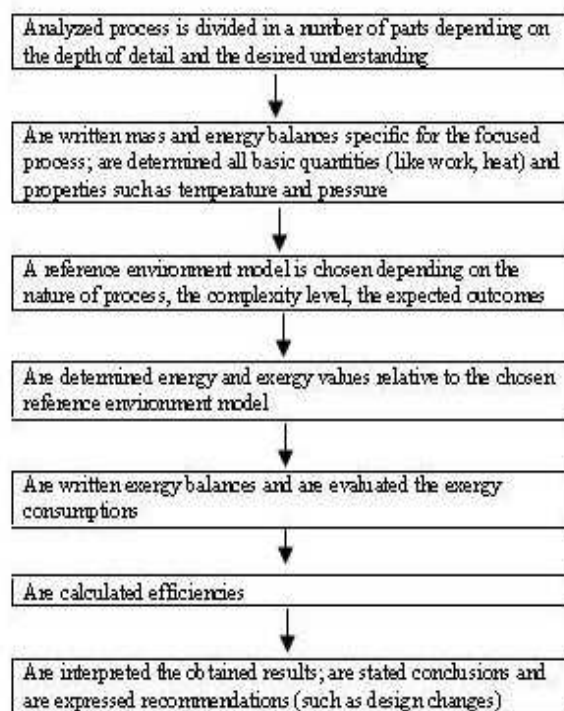 Analyzed process is divided in a number of parts depending on
the depth of detail and the desired understanding
Are written mass and energy balances specific for the focused
process; are determined all basic quantities (like work, heat) and
properties such as temperature and pressure
A reference environment model is chosen depending on the
nature of process, the complexity level, the expected outcomes
Are determined energy and exergy values relative to the chosen
reference environment model
Are written exergy balances and are evaluated the exergy
consumptions
Are calculated efficiencies
Are interpreted the obtained results; are stated conclusions and
are expressed recommendations (such as design changes)